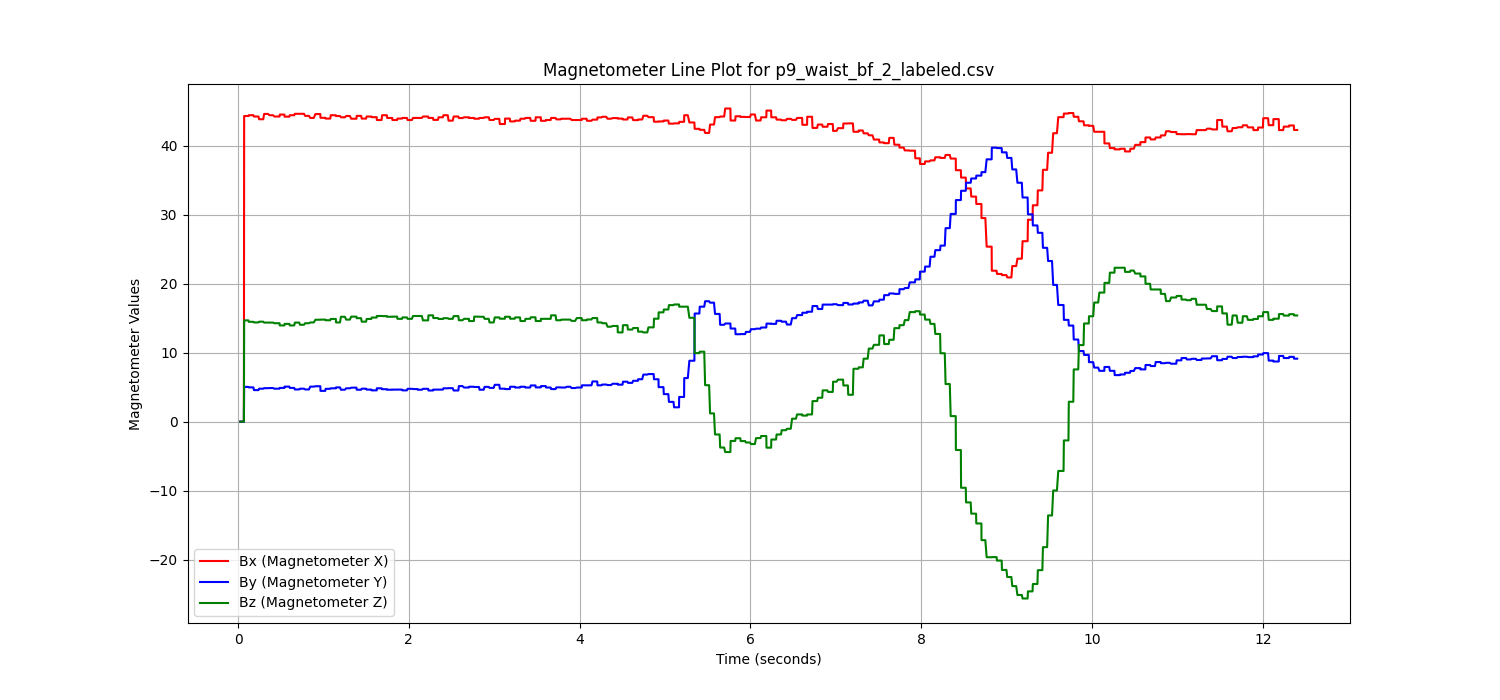 Magnetometer Line Plot for p9_waist_bf_2_labeled.csv
Magnetometer Values
40
30
20
10
0
−10
−20
Bx (Magnetometer X)
By (Magnetometer Y)
Bz (Magnetometer Z)
0 2 4 6 8 10 12
Time (seconds)